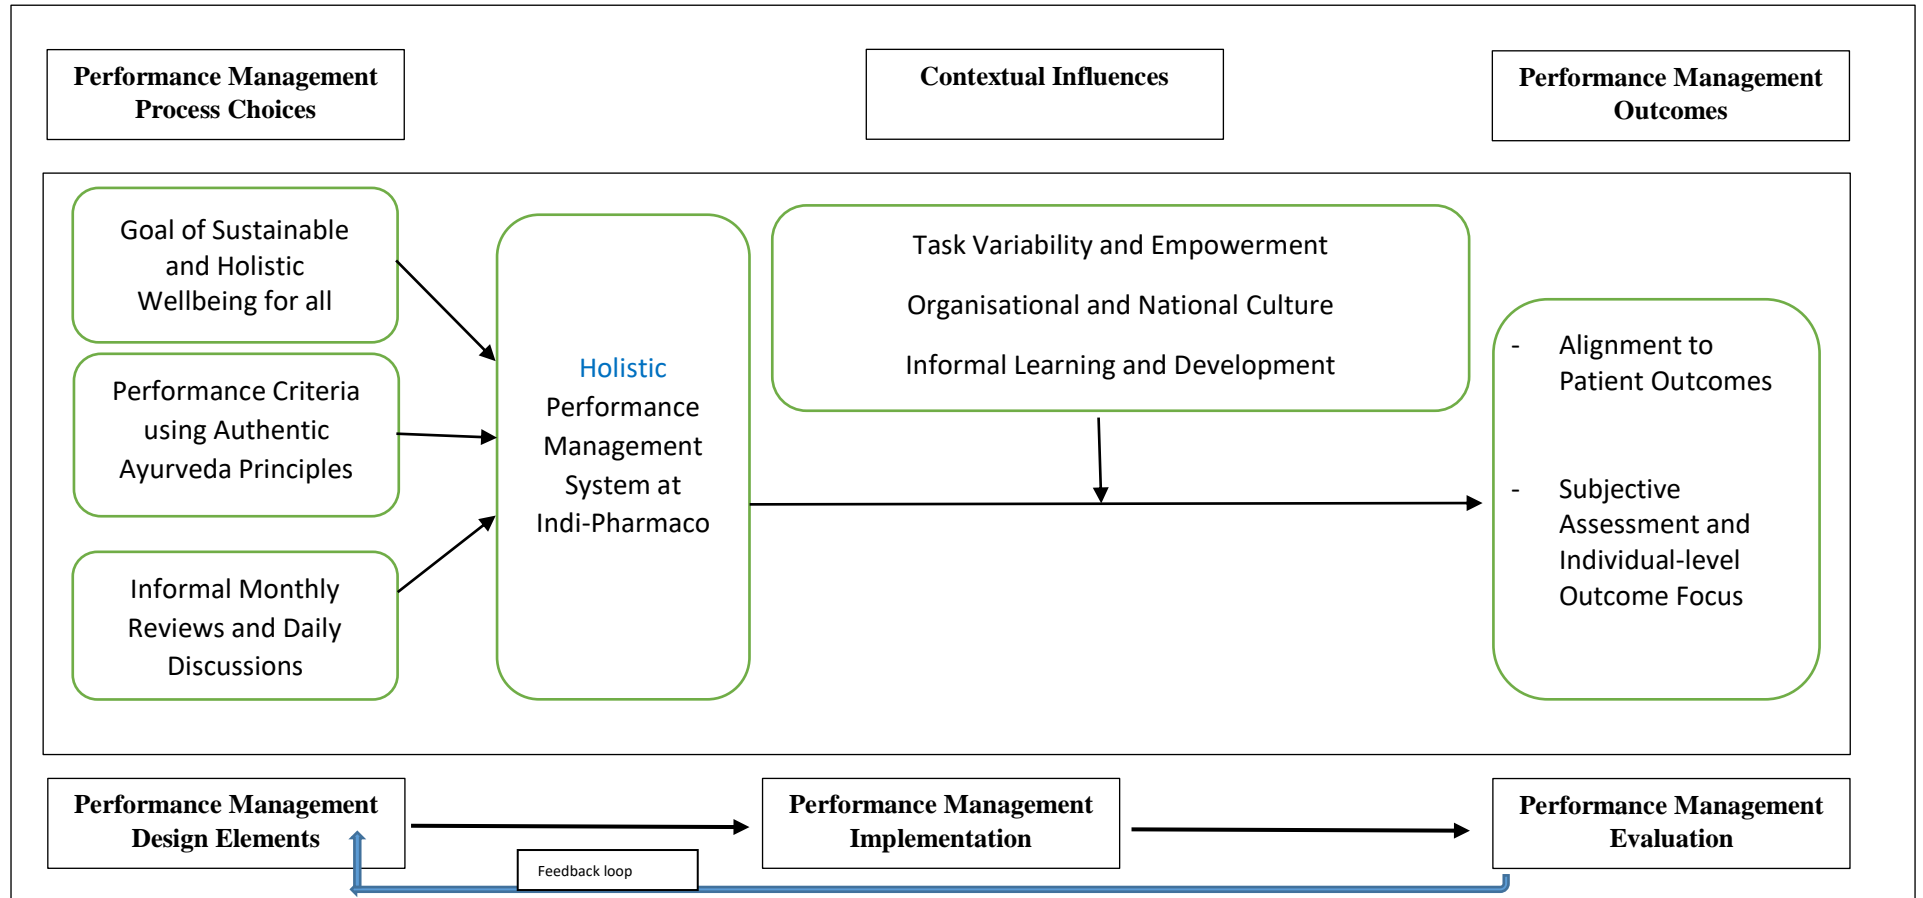 Performance Management
Process Choices
Contextual Influences
Performance Management
Outcomes
Goal of Sustainable
and Holistic
Wellbeing for all
Performance Criteria
using Authentic
Ayurveda Principles
Informal Monthly
Reviews and Daily
Discussions
Holistic
Performance
Management
System at
Indi-Pharmaco
Task Variability and Empowerment
Organisational and National Culture
Informal Learning and Development
- Alignment to
Patient Outcomes
- Subjective
Assessment and
Individual-level
Outcome Focus
Performance Management
Design Elements
Performance Management
Implementation
Performance Management
Evaluation
Feedback loop